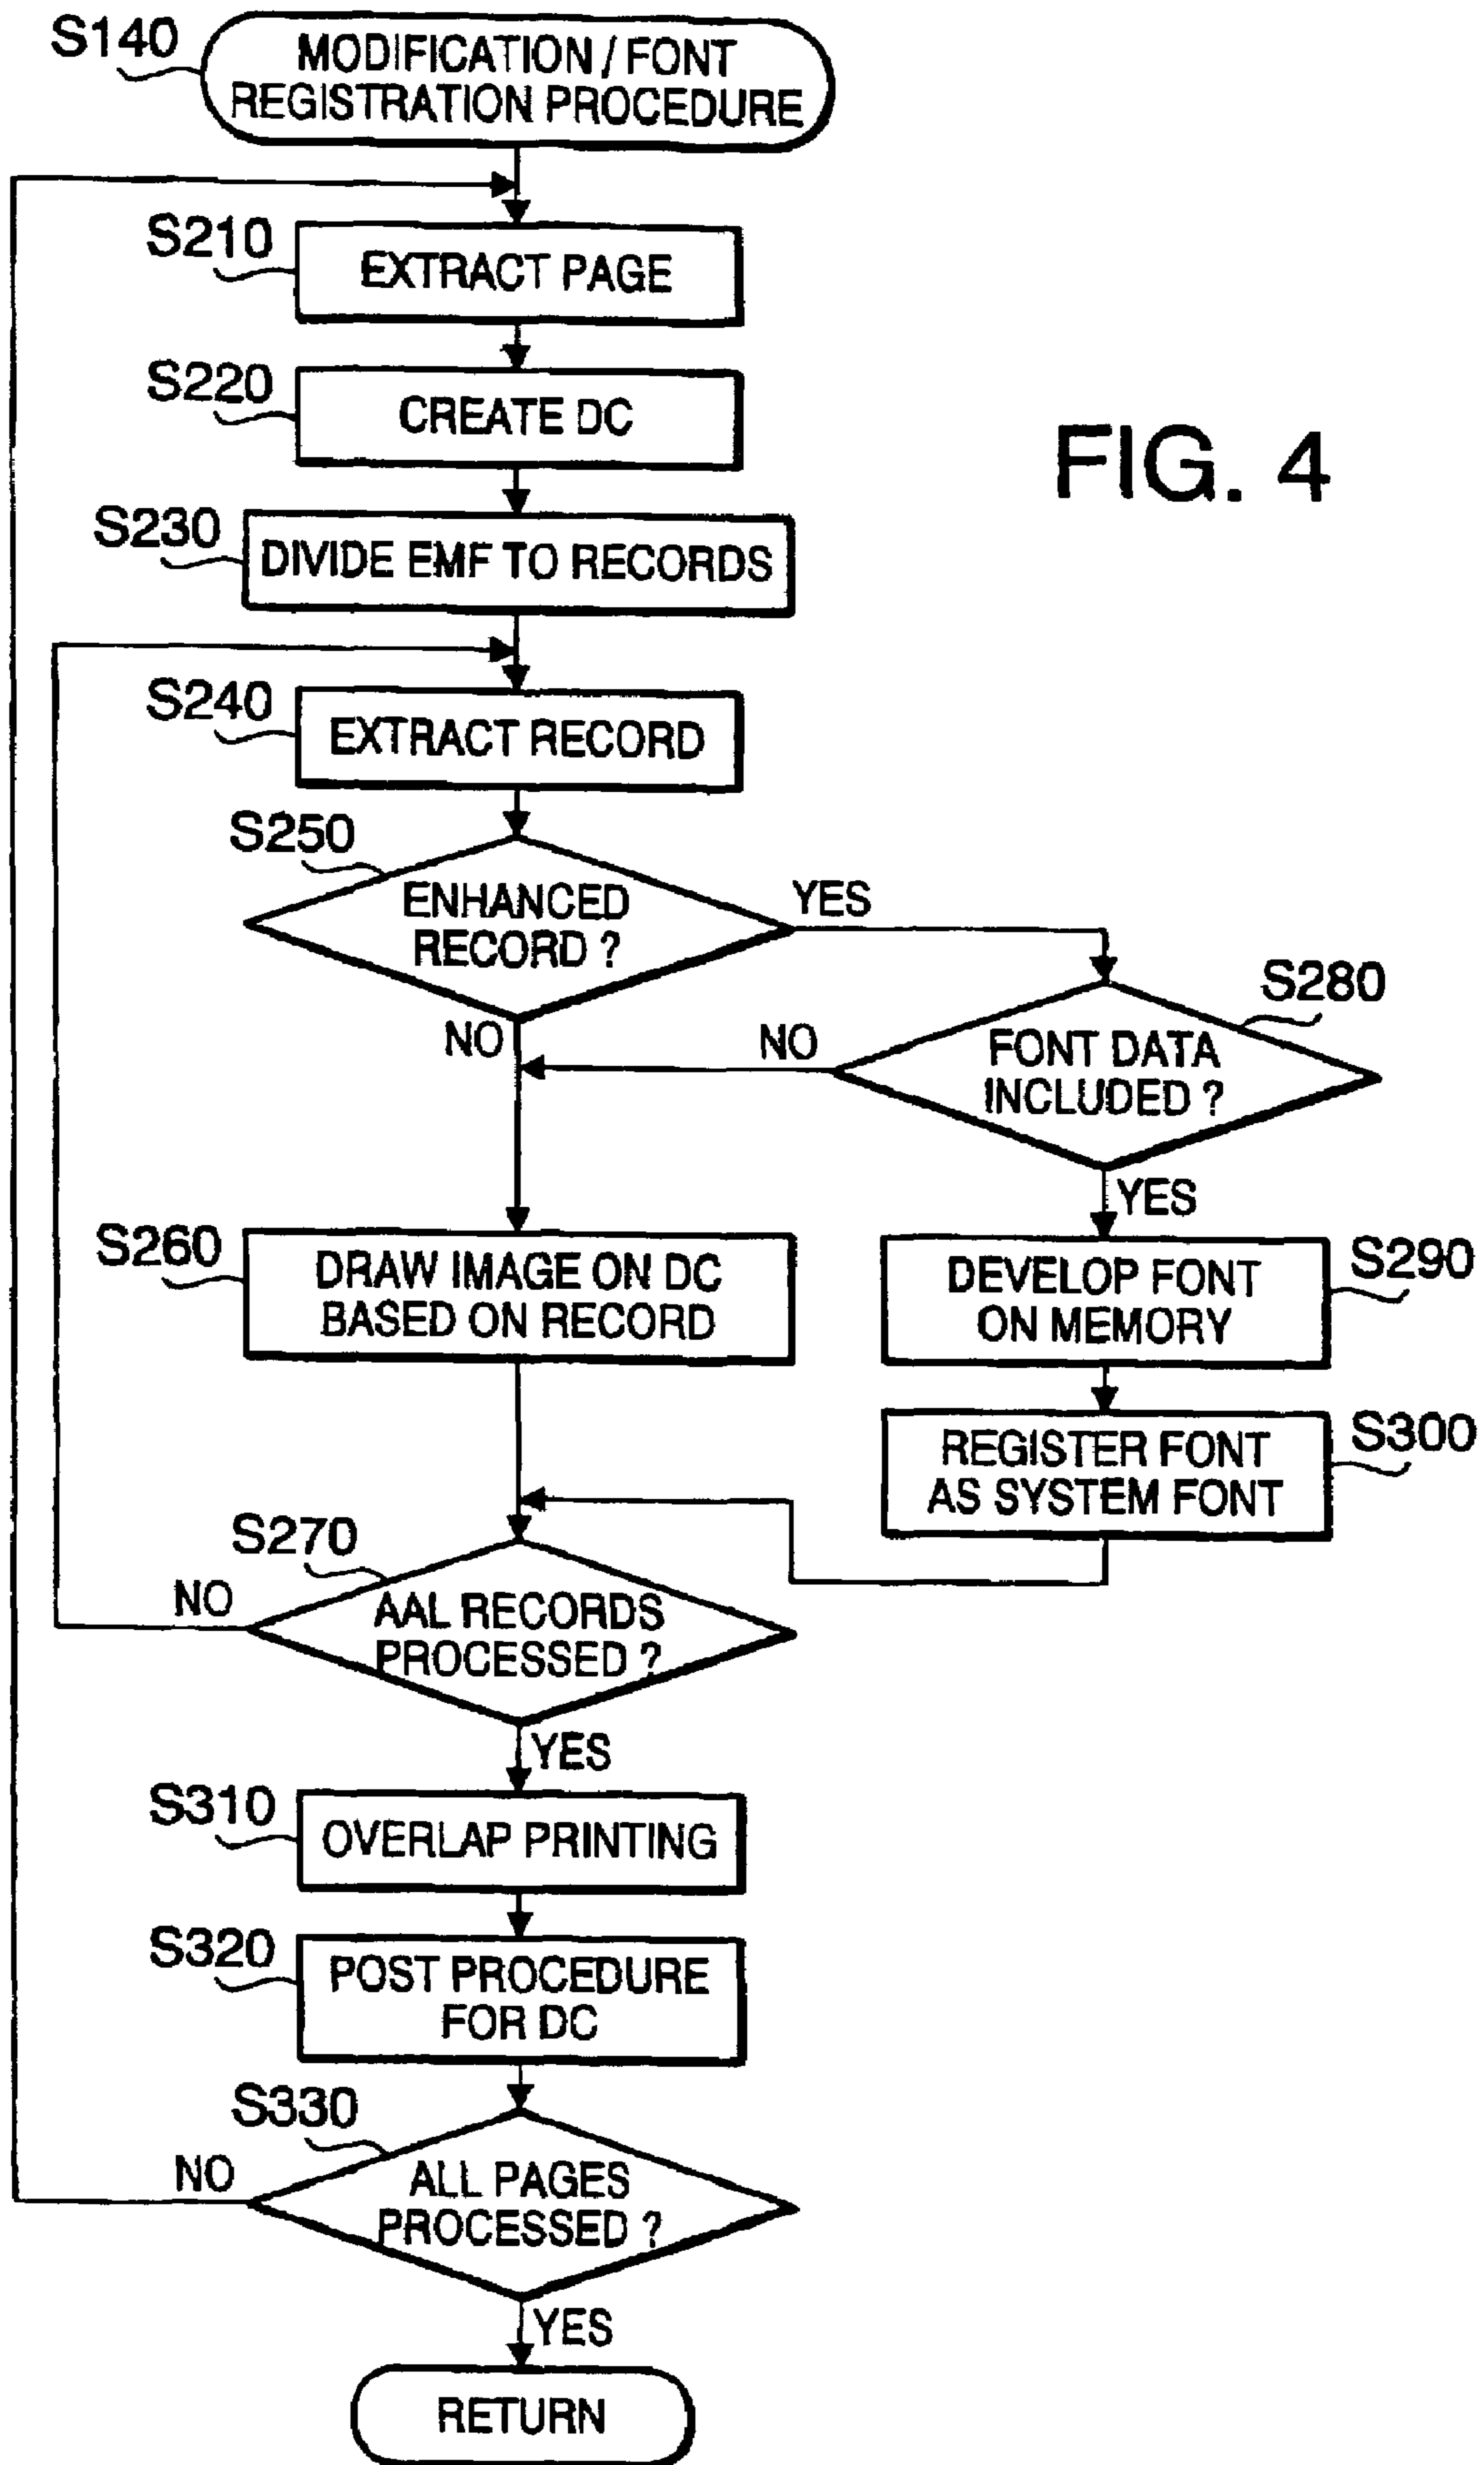 S140
MODIFICATION / FONT
REGISTRATION PROCEDURE
S210
EXTRACT PAGE
S220
CREATE DC
FIG. 4
S230
DIVIDE EMF TO RECORDS
S240
EXTRACT RECORD
S250
ENHANCED
RECORD ?
YES
NO
S280
FONT DATA
INCLUDED ?
NO
YES
S260
DRAW IMAGE ON DC
BASED ON RECORD
S290
DEVELOP FONT
ON MEMORY
S300
REGISTER FONT
AS SYSTEM FONT
S270
AAL RECORDS
PROCESSED ?
NO
YES
S310
OVERLAP PRINTING
S320
POST PROCEDURE
FOR DC
S330
ALL PAGES
PROCESSED ?
NO
YES
RETURN